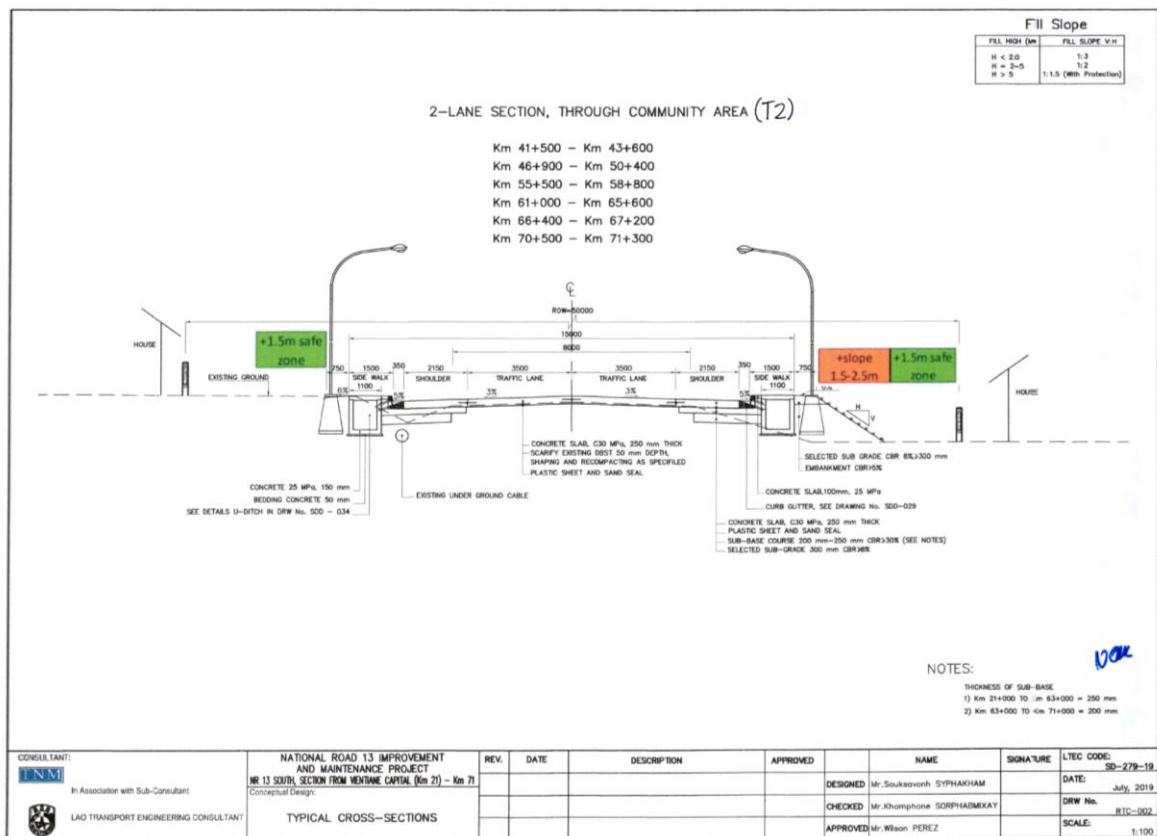 Fill Slope
FILL HIGH (Me
FILL SLOPE V:H
H < 2.0
1:3
H = 2-5
1:2
H > 5
1:1.5 (With Protection)
2-LANE SECTION, THROUGH COMMUNITY AREA (T2)
Km 41+500 - Km 43+600
Km 46+900 - Km 50+400
Km 55+500 - Km 58+800
Km 61+000 - Km 65+600
Km 66+400 - Km 67+200
Km 70+500 - Km 71+300
ROW=50000
15000
8000
HOUSE
+1.5m safe
zone
EXISTING GROUND
750
1500
350
2150
3500
3500
2150
350
1500
750
SIDE WALK
SHOULDER
TRAFFIC LANE
TRAFFIC LANE
SHOULDER
SIDE WALK
1100
1100
6%
5%
3%
3%
5%
+slope
1.5-2.5m
+1.5m safe
zone
HOUSE
H
V
CONCRETE SLAB, C30 MPa, 250 mm THICK
SCARIFY EXISTING DBST 50 mm DEPTH,
SHAPING AND RECOMPACTING AS SPECIFILED
PLASTIC SHEET AND SAND SEAL
SELECTED SUB GRADE CBR 8%,>300 mm
EMBANKMENT CBR>5%
CONCRETE 25 MPa, 150 mm
BEDDING CONCRETE 50 mm
SEE DETAILS U-DITCH IN DRW No. SDD - 034
EXISTING UNDER GROUND CABLE
CONCRETE SLAB,100mm, 25 MPa
CURB GUTTER, SEE DRAWING No. SDD-029
CONCRETE SLAB, C30 MPa, 250 mm THICK
PLASTIC SHEET AND SAND SEAL
SUB-BASE COURSE 200 mm-250 mm CBR>30% (SEE NOTES)
SELECTED SUB-GRADE 300 mm CBR>8%
NOTES:
THICKNESS OF SUB-BASE
1) Km 21+000 TO Km 63+000 = 250 mm
2) Km 63+000 TO Km 71+000 = 200 mm
CONSULTANT:
TNM
In Association with Sub-Consultant
LAO TRANSPORT ENGINEERING CONSULTANT
NATIONAL ROAD 13 IMPROVEMENT
AND MAINTENANCE PROJECT
NR 13 SOUTH, SECTION FROM VIENTIANE CAPITAL (Km 21) - Km 71
Conceptual Design:
TYPICAL CROSS-SECTIONS
REV.
DATE
DESCRIPTION
APPROVED
NAME
SIGNATURE
DESIGNED
Mr.Souksavanh SYPHAKHAM
CHECKED
Mr.Khomphone SORPHABMIXAY
APPROVED
Mr.Wilson PEREZ
LTEC CODE:
SD-279-19
DATE:
July, 2019
DRW No.
RTC-002
SCALE:
1:100